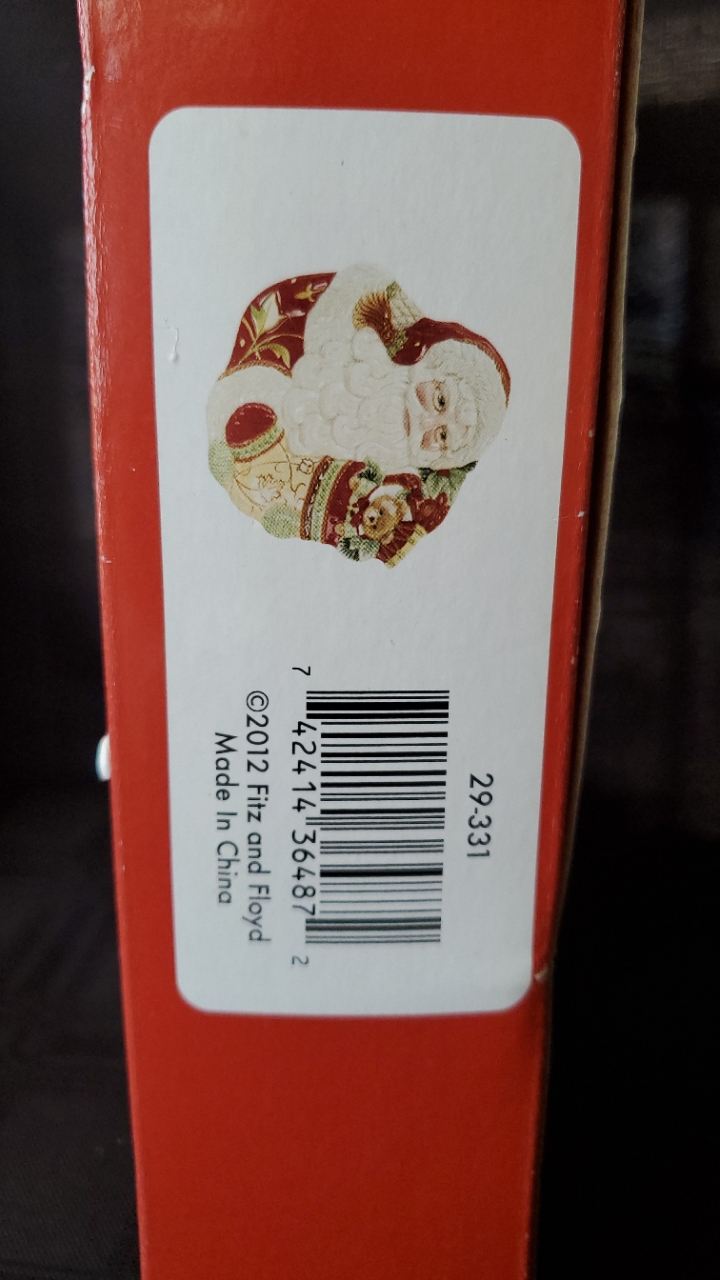 29-331
7 42414 36487 2
©2012 Fitz and Floyd
Made In China